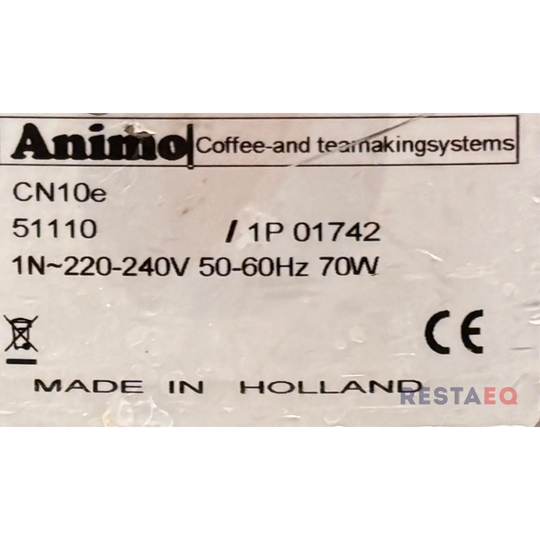 Animo Coffee-and teamakingsystems
CN10e
51110 / 1P 01742
1N~220-240V 50-60Hz 70W
CE
MADE IN HOLLAND
RESTAEQ